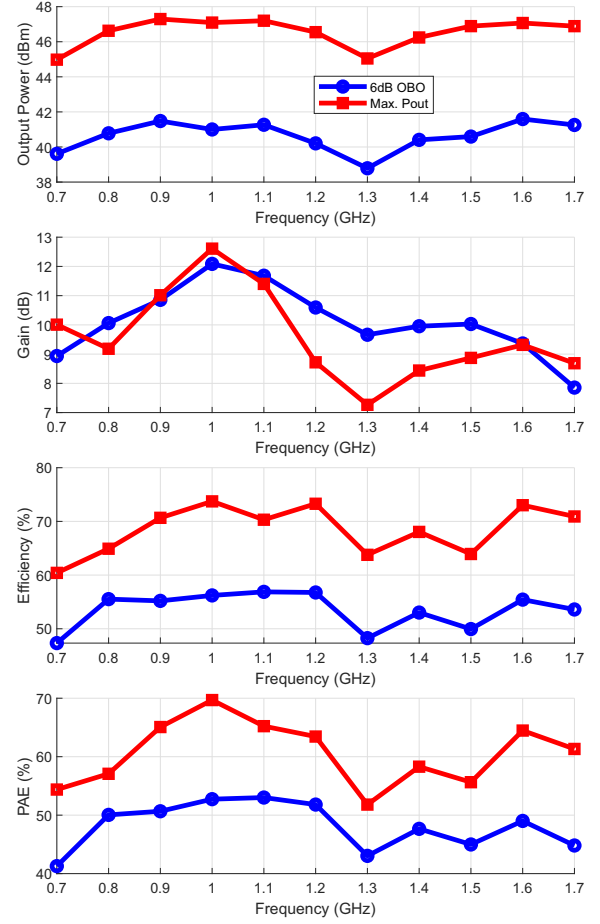 48
46
44
42
40
38
Output Power (dBm)
6dB OBO
Max. Pout
0.7 0.8 0.9 1 1.1 1.2 1.3 1.4 1.5 1.6 1.7
Frequency (GHz)
13
12
11
10
9
8
7
Gain (dB)
0.7 0.8 0.9 1 1.1 1.2 1.3 1.4 1.5 1.6 1.7
Frequency (GHz)
80
70
60
50
Efficiency (%)
0.7 0.8 0.9 1 1.1 1.2 1.3 1.4 1.5 1.6 1.7
Frequency (GHz)
70
60
50
40
PAE (%)
0.7 0.8 0.9 1 1.1 1.2 1.3 1.4 1.5 1.6 1.7
Frequency (GHz)